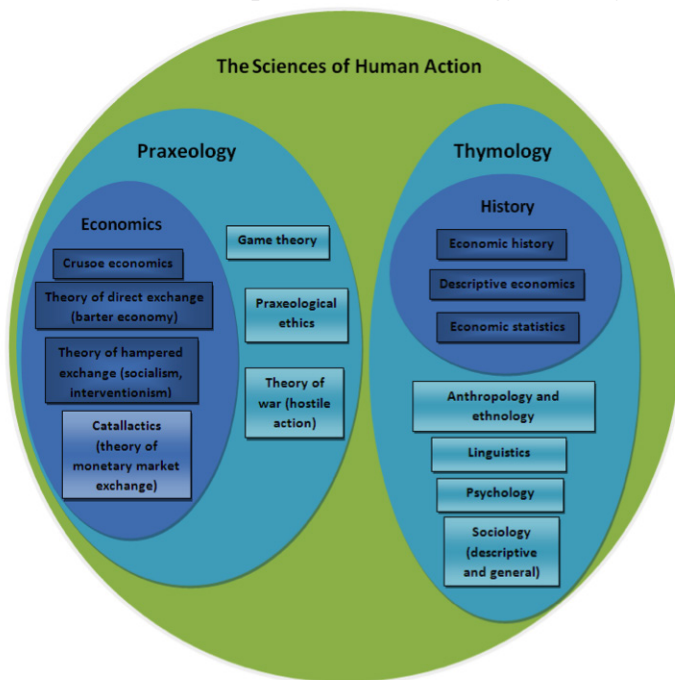 The Sciences of Human Action
Praxeology
Economics
Crusoe economics
Theory of direct exchange
(barter economy)
Theory of hampered
exchange (socialism,
interventionism)
Catallactics
(theory of
monetary market
exchange)
Game theory
Praxeological
ethics
Theory of
war (hostile
action)
Thymology
History
Economic history
Descriptive economics
Economic statistics
Anthropology and
ethnology
Linguistics
Psychology
Sociology
(descriptive
and general)